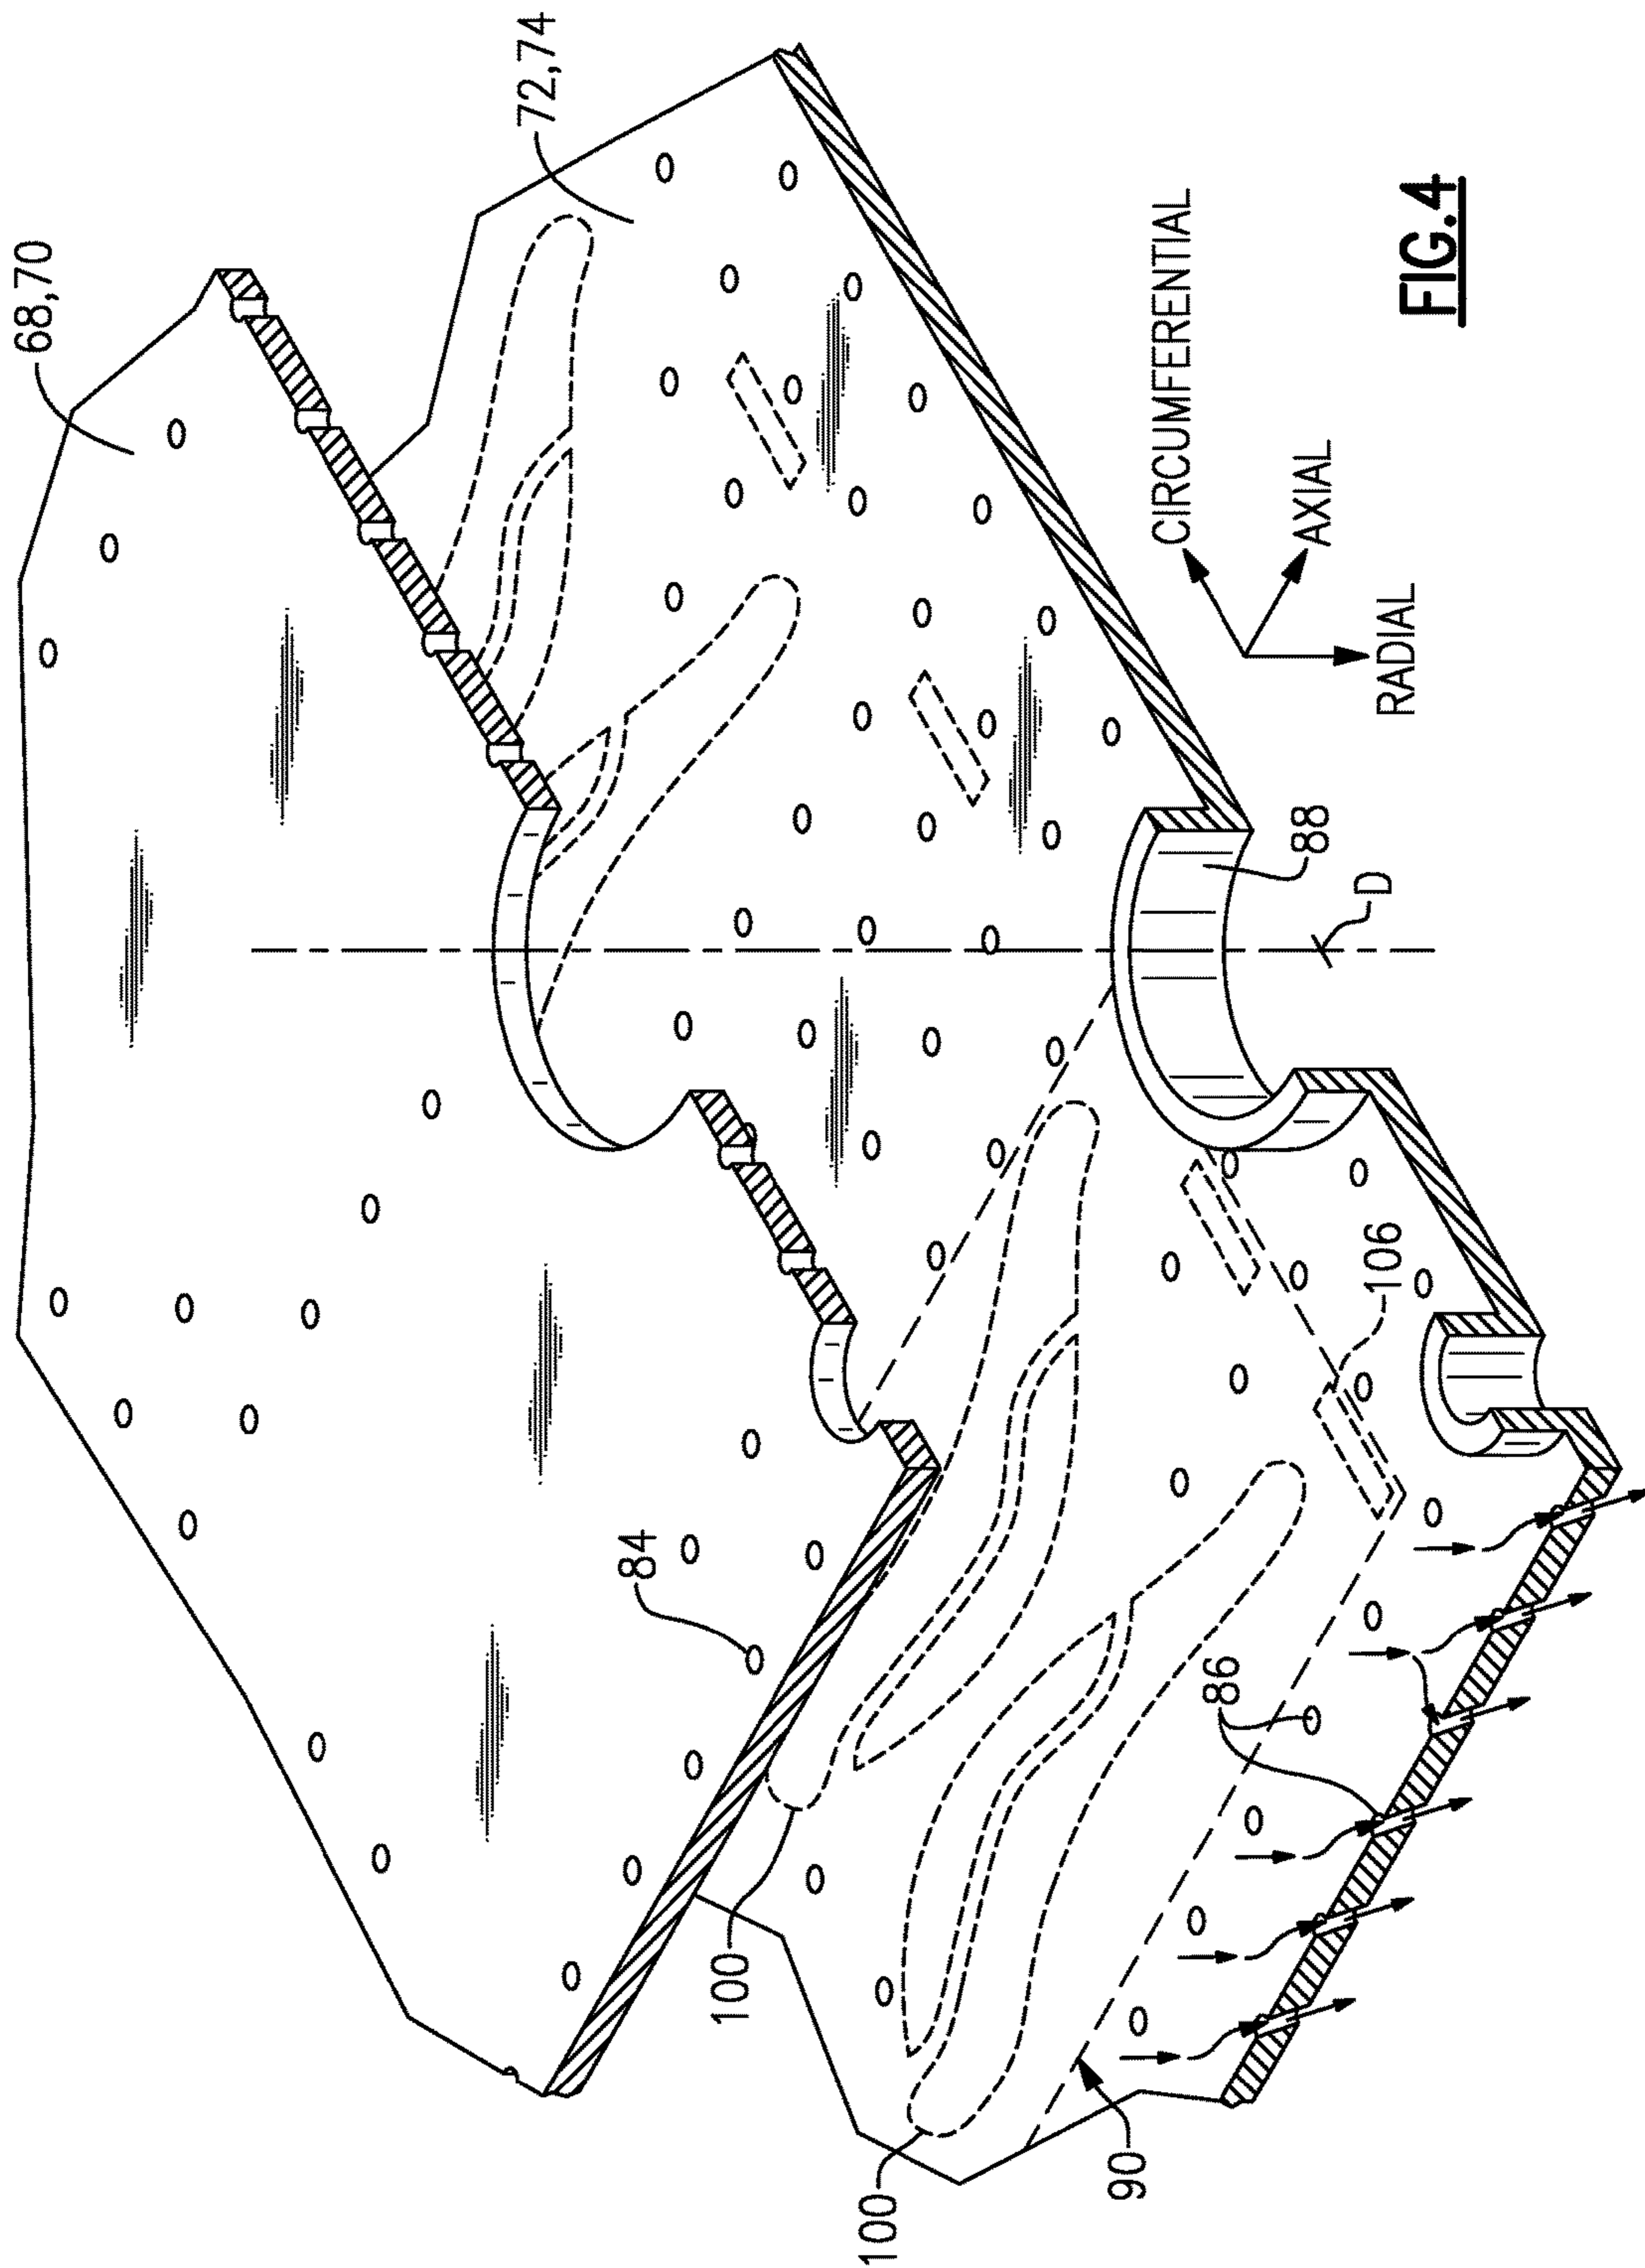 68,70
72,74
84
100
100
90
86
106
88
D
CIRCUMFERENTIAL
AXIAL
RADIAL
FIG.4